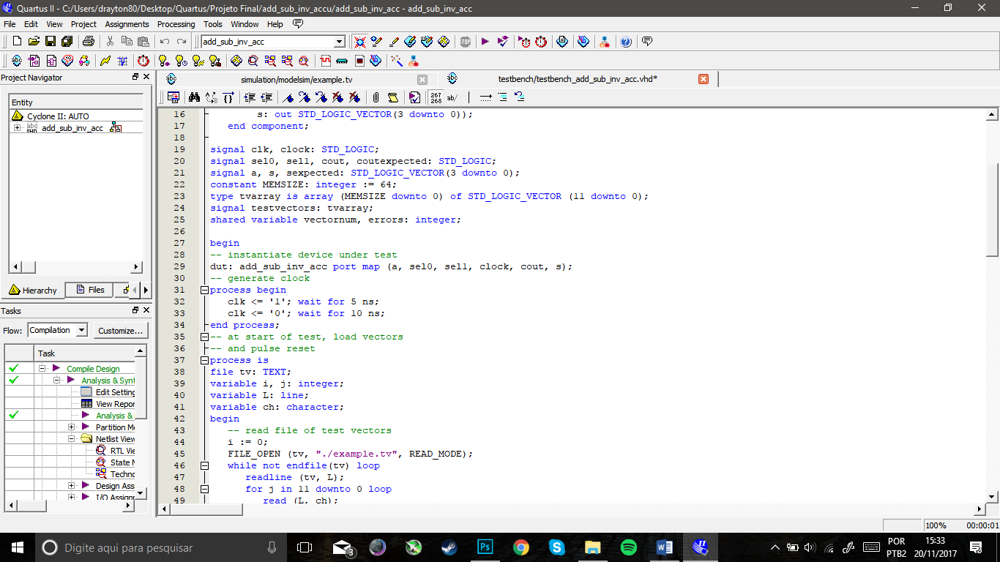 Quartus II - C:/Users/drayton80/Desktop/Quartus/Projeto Final/add_sub_inv_accu/add_sub_inv_acc - add_sub_inv_acc
File Edit View Project Assignments Processing Tools Window Help
STOP
add_sub_inv_acc
Project Navigator
Entity
Cyclone II: AUTO
add_sub_inv_acc
Hierarchy
Files
Tasks
Flow: Compilation
Customize...
Task
Compile Design
Analysis & Synt
Edit Setting
View Repor
Analysis &
Partition Me
Netlist View
RTL Vie
State M
Techno
Design Ass
I/O Assignm
simulation/modelsim/example.tv
testbench/testbench_add_sub_inv_acc.vhd*
267
268
ab/
16 s: out STD_LOGIC_VECTOR(3 downto 0));
17 end component;
18
19 signal clk, clock: STD_LOGIC;
20 signal sel0, sel1, cout, coutexpected: STD_LOGIC;
21 signal a, s, sexpected: STD_LOGIC_VECTOR(3 downto 0);
22 constant MEMSIZE: integer := 64;
23 type tvarray is array (MEMSIZE downto 0) of STD_LOGIC_VECTOR (11 downto 0);
24 signal testvectors: tvarray;
25 shared variable vectornum, errors: integer;
26
27 begin
28 -- instantiate device under test
29 dut: add_sub_inv_acc port map (a, sel0, sel1, clock, cout, s);
30 -- generate clock
31 process begin
32 clk <= '1'; wait for 5 ns;
33 clk <= '0'; wait for 10 ns;
34 end process;
35 -- at start of test, load vectors
36 -- and pulse reset
37 process is
38 file tv: TEXT;
39 variable i, j: integer;
40 variable L: line;
41 variable ch: character;
42 begin
43 -- read file of test vectors
44 i := 0;
45 FILE_OPEN (tv, "./example.tv", READ_MODE);
46 while not endfile(tv) loop
47 readline (tv, L);
48 for j in 11 downto 0 loop
49 read (L, ch);
100% 00:00:01
Digite aqui para pesquisar
3
Ps
POR
PTB2
15:33
20/11/2017